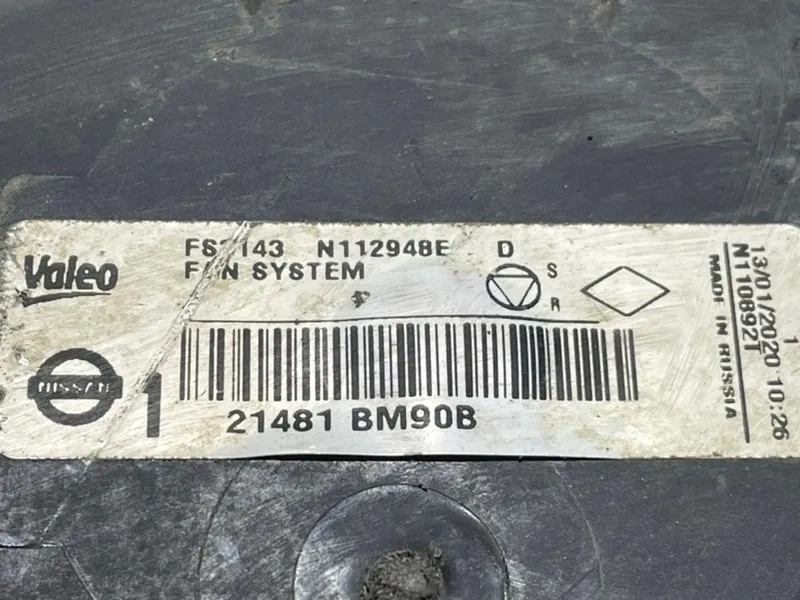 Valeo
FS 143 N112948E D
FAN SYSTEM
S
R
NISSAN
1
21481 BM90B
1
13/01/2020 10:26
N110892T
MADE IN RUSSIA